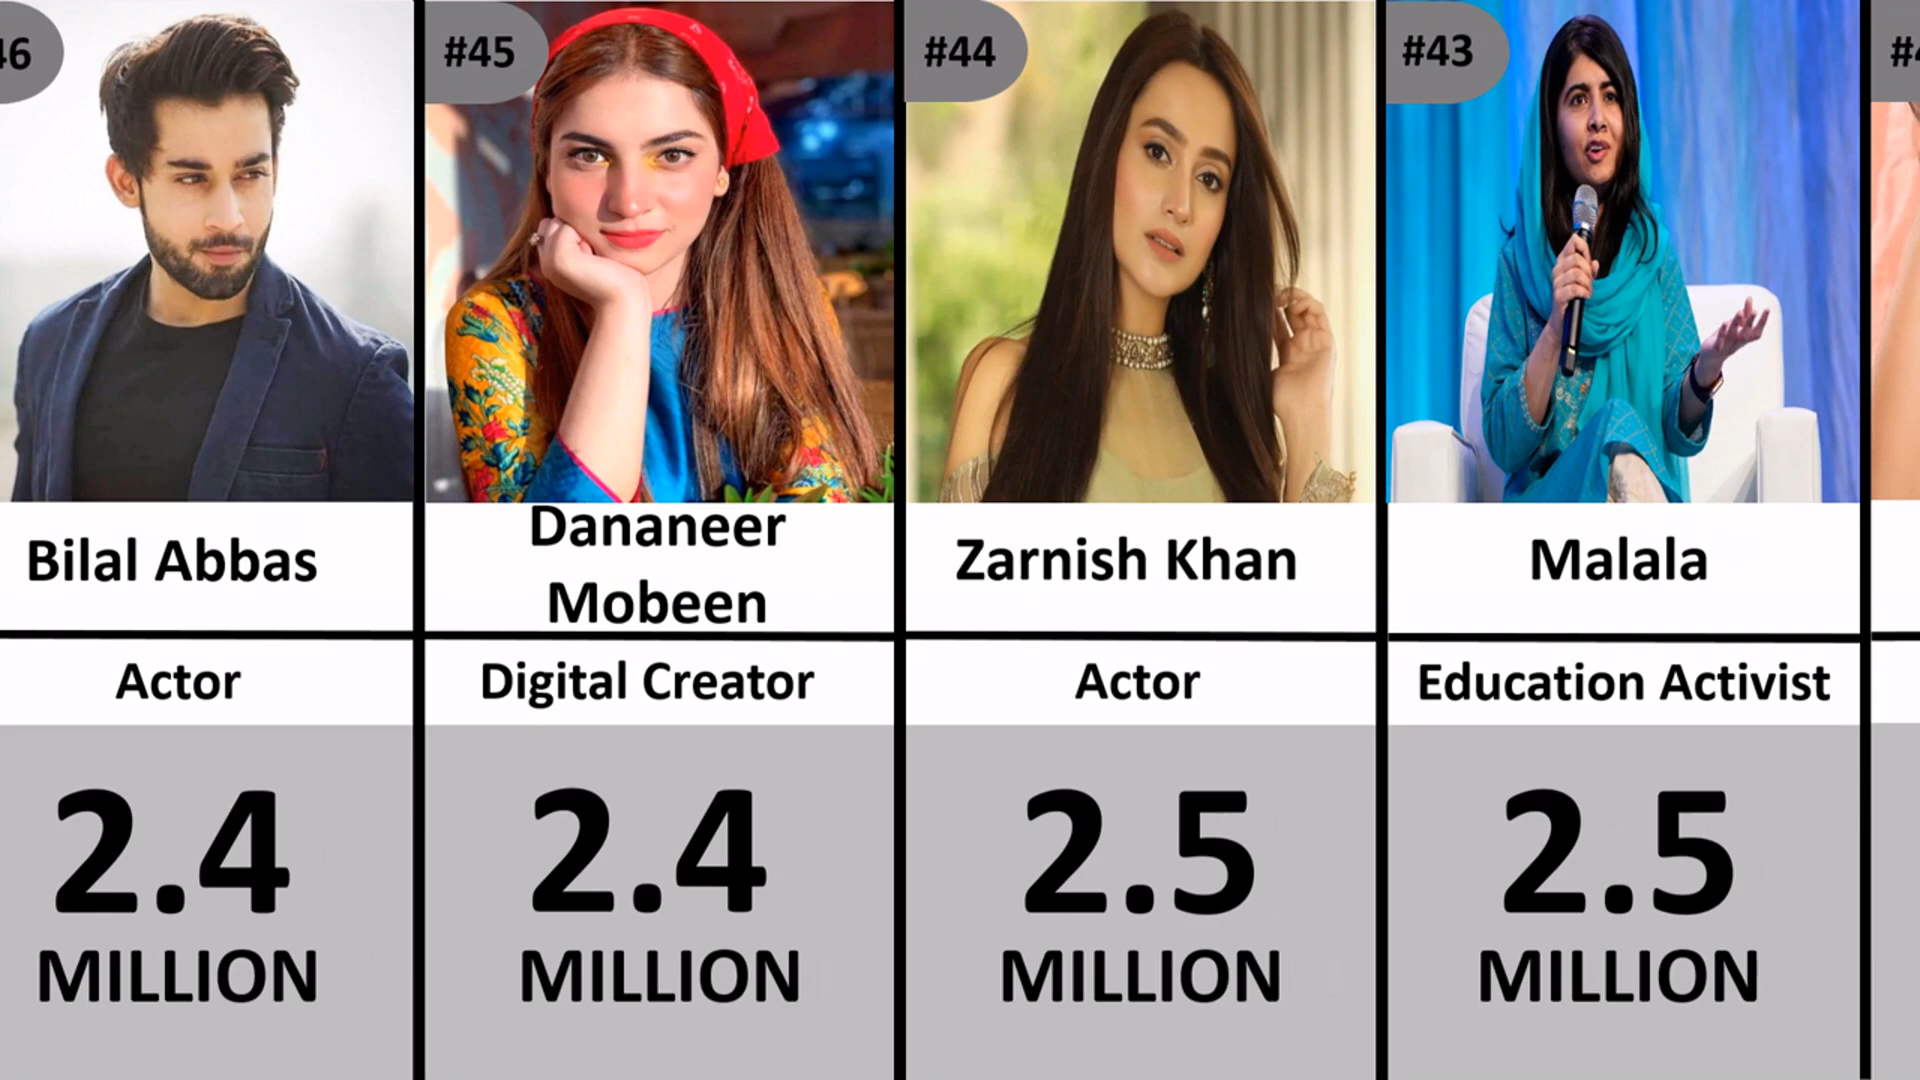 46
Bilal Abbas
Actor
2.4
MILLION
#45
Dananeer
Mobeen
Digital Creator
2.4
MILLION
#44
Zarnish Khan
Actor
2.5
MILLION
#43
Malala
Education Activist
2.5
MILLION